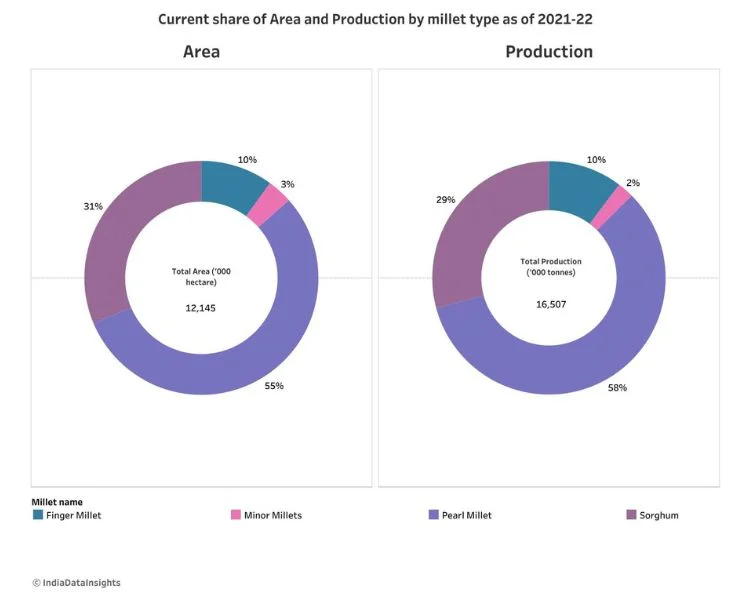 Current share of Area and Production by millet type as of 2021-22
Area
Production
10%
3%
31%
55%
Total Area ('000
hectare)
12,145
10%
2%
29%
58%
Total Production
('000 tonnes)
16,507
Millet name
Finger Millet
Minor Millets
Pearl Millet
Sorghum
© IndiaDataInsights